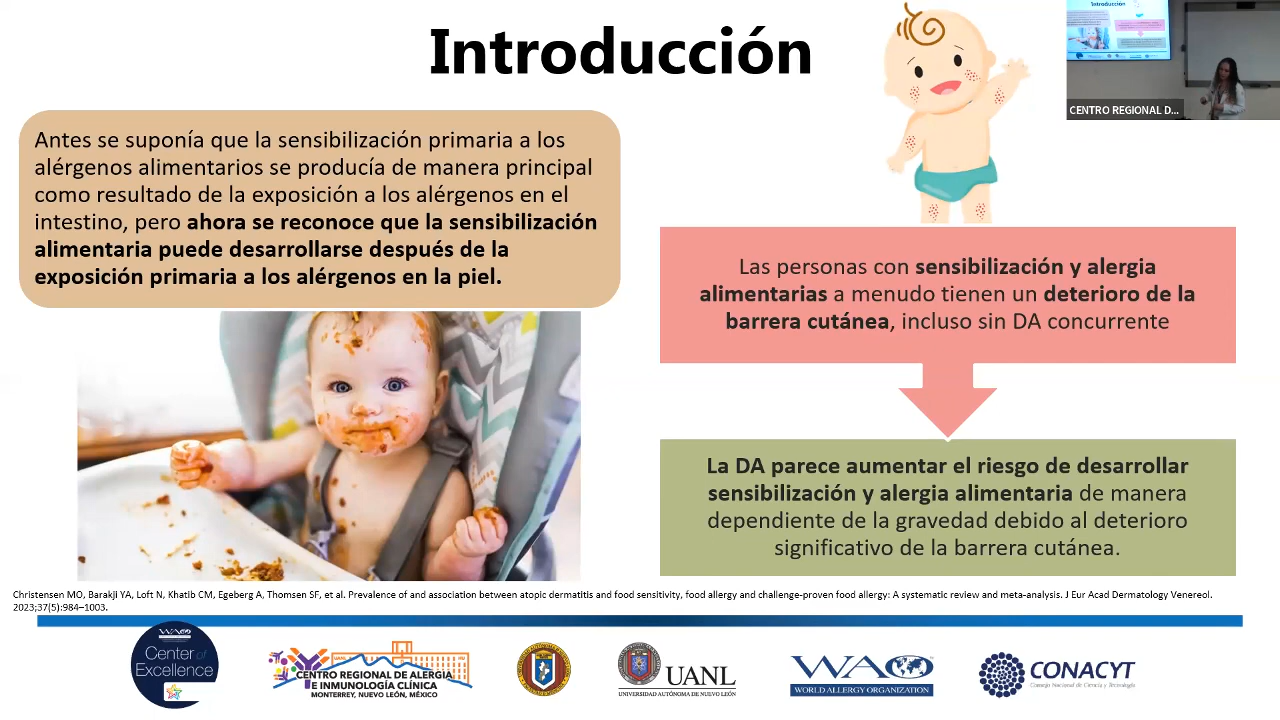 Introducción
CENTRO REGIONAL D...
Antes se suponía que la sensibilización primaria a los
alérgenos alimentarios se producía de manera principal
como resultado de la exposición a los alérgenos en el
intestino, pero ahora se reconoce que la sensibilización
alimentaria puede desarrollarse después de la
exposición primaria a los alérgenos en la piel.
Las personas con sensibilización y alergia
alimentarias a menudo tienen un deterioro de la
barrera cutánea, incluso sin DA concurrente
La DA parece aumentar el riesgo de desarrollar
sensibilización y alergia alimentaria de manera
dependiente de la gravedad debido al deterioro
significativo de la barrera cutánea.
Christensen MO, Barakji YA, Loft N, Khatib CM, Egeberg A, Thomsen SF, et al. Prevalence of and association between atopic dermatitis and food sensitivity, food allergy and challenge-proven food allergy: A systematic review and meta-analysis. J Eur Acad Dermatology Venereol.
2023;37(5):984–1003.
WAO
Center of
Excellence
UANL
CENTRO REGIONAL DE ALERGIA
E INMUNOLOGÍA CLÍNICA
MONTERREY, NUEVO LEÓN, MÉXICO
UANL
UNIVERSIDAD AUTÓNOMA DE NUEVO LEÓN
WAO
WORLD ALLERGY ORGANIZATION
CONACYT
Consejo Nacional de Ciencia y Tecnología